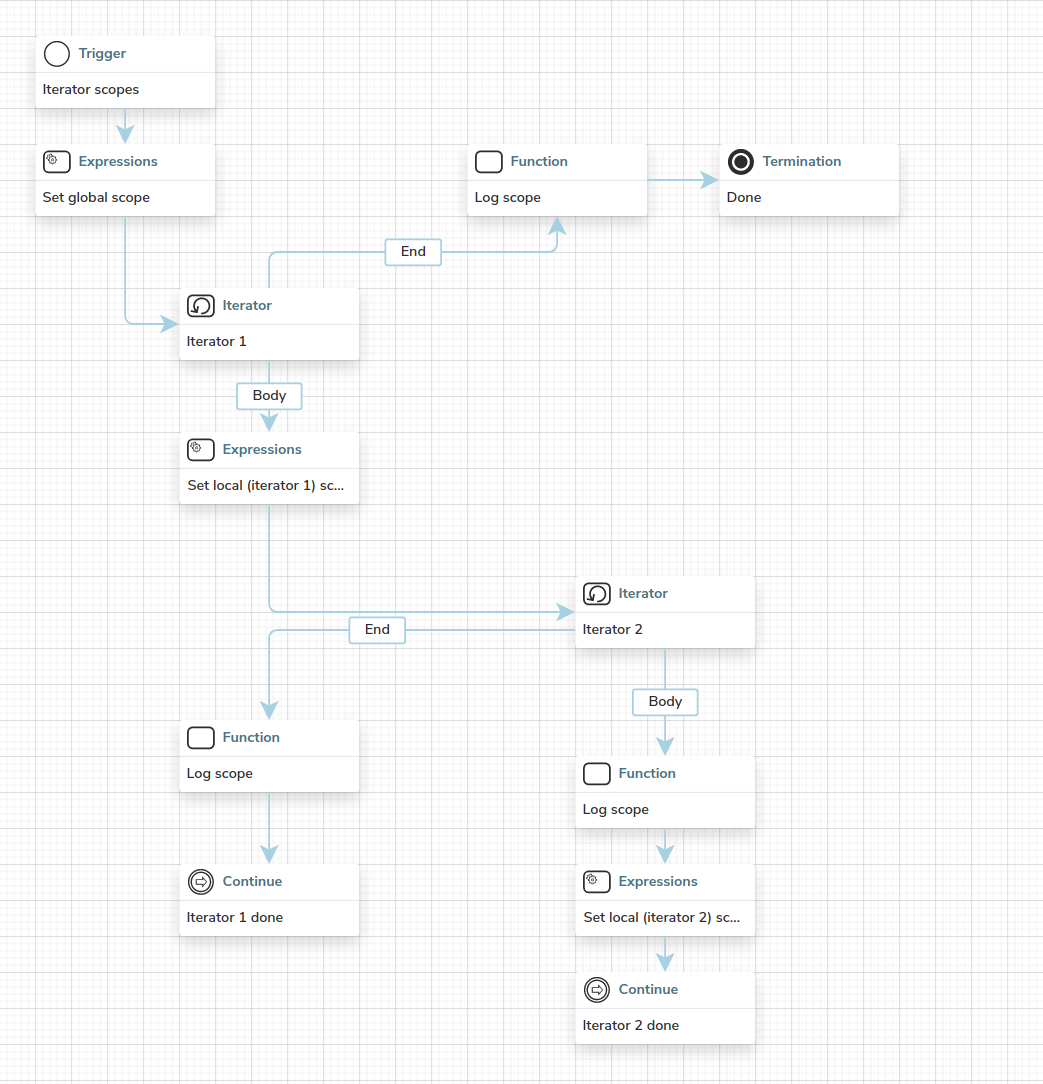 Trigger
Iterator scopes
Expressions
Set global scope
Function
Log scope
Termination
Done
End
Iterator
Iterator 1
Body
Expressions
Set local (iterator 1) sc...
Iterator
Iterator 2
End
Body
Function
Log scope
Function
Log scope
Continue
Iterator 1 done
Expressions
Set local (iterator 2) sc...
Continue
Iterator 2 done